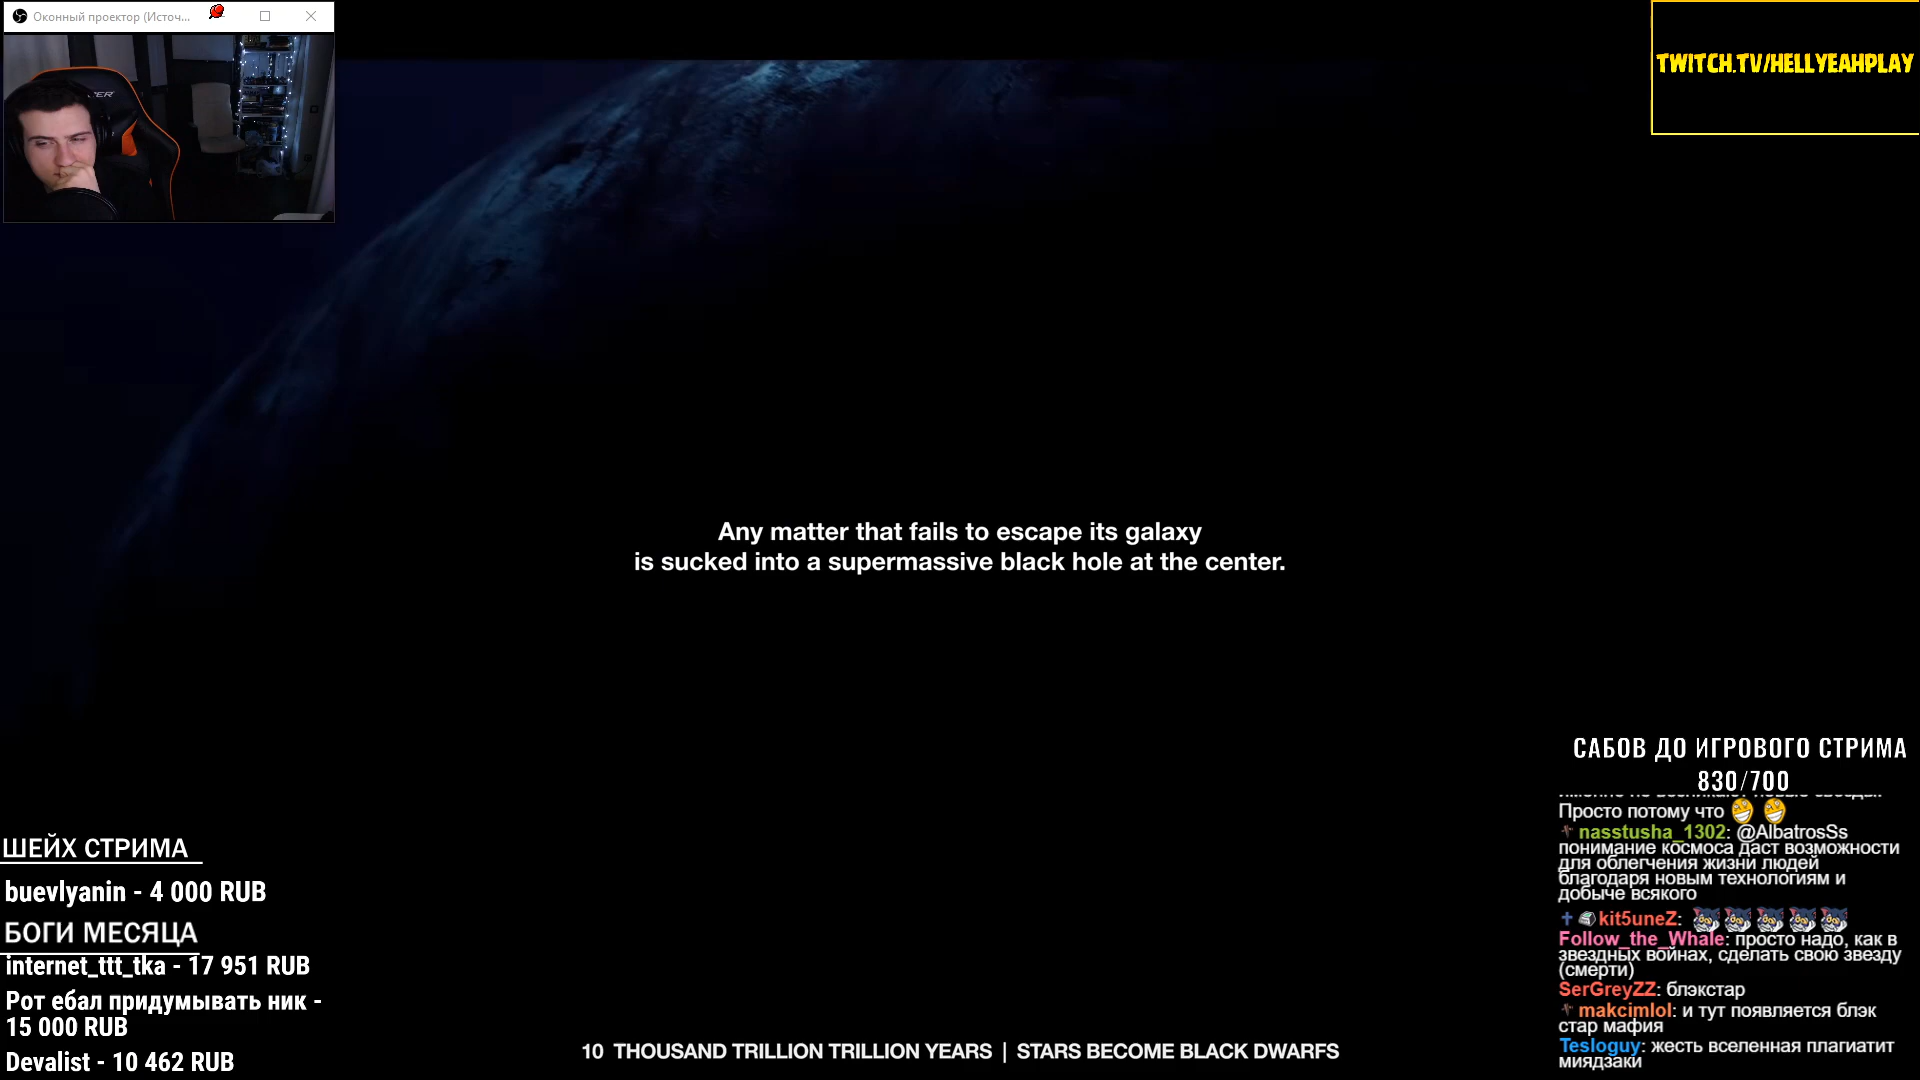 Оконный проектор (Источ...
TWITCH.TV/HELLYEAHPLAY
Any matter that fails to escape its galaxy
is sucked into a supermassive black hole at the center.
САБОВ ДО ИГРОВОГО СТРИМА
830/700
Просто потому что
nasstusha_1302: @AlbatrosSs
понимание космоса даст возможности
для облегчения жизни людей
благодаря новым технологиям и
добыче всякого
kit5uneZ:
Follow_the_Whale: просто надо, как в
звездных войнах, сделать свою звезду
(смерти)
SerGreyZZ: блэкстар
makcimlol: и тут появляется блэк
стар мафия
Tesloguy: жесть вселенная плагиатит
миядзаки
ШЕЙХ СТРИМА
buevlyanin - 4 000 RUB
БОГИ МЕСЯЦА
internet_ttt_tka - 17 951 RUB
Рот ебал придумывать ник -
15 000 RUB
Devalist - 10 462 RUB
10 THOUSAND TRILLION TRILLION YEARS | STARS BECOME BLACK DWARFS